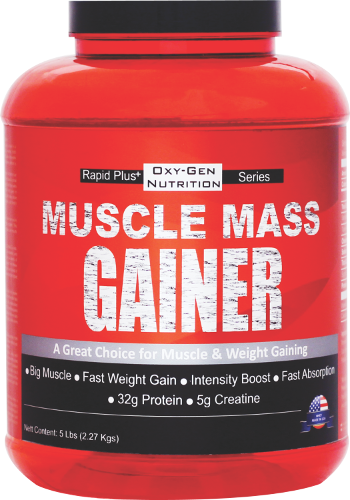 Rapid Plus+ OXY-GEN NUTRITION Series
MUSCLE MASS
GAINER
A Great Choice for Muscle & Weight Gaining
•Big Muscle • Fast Weight Gain • Intensity Boost • Fast Absorption
• 32g Protein • 5g Creatine
Nett Content: 5 Lbs (2.27 Kgs)